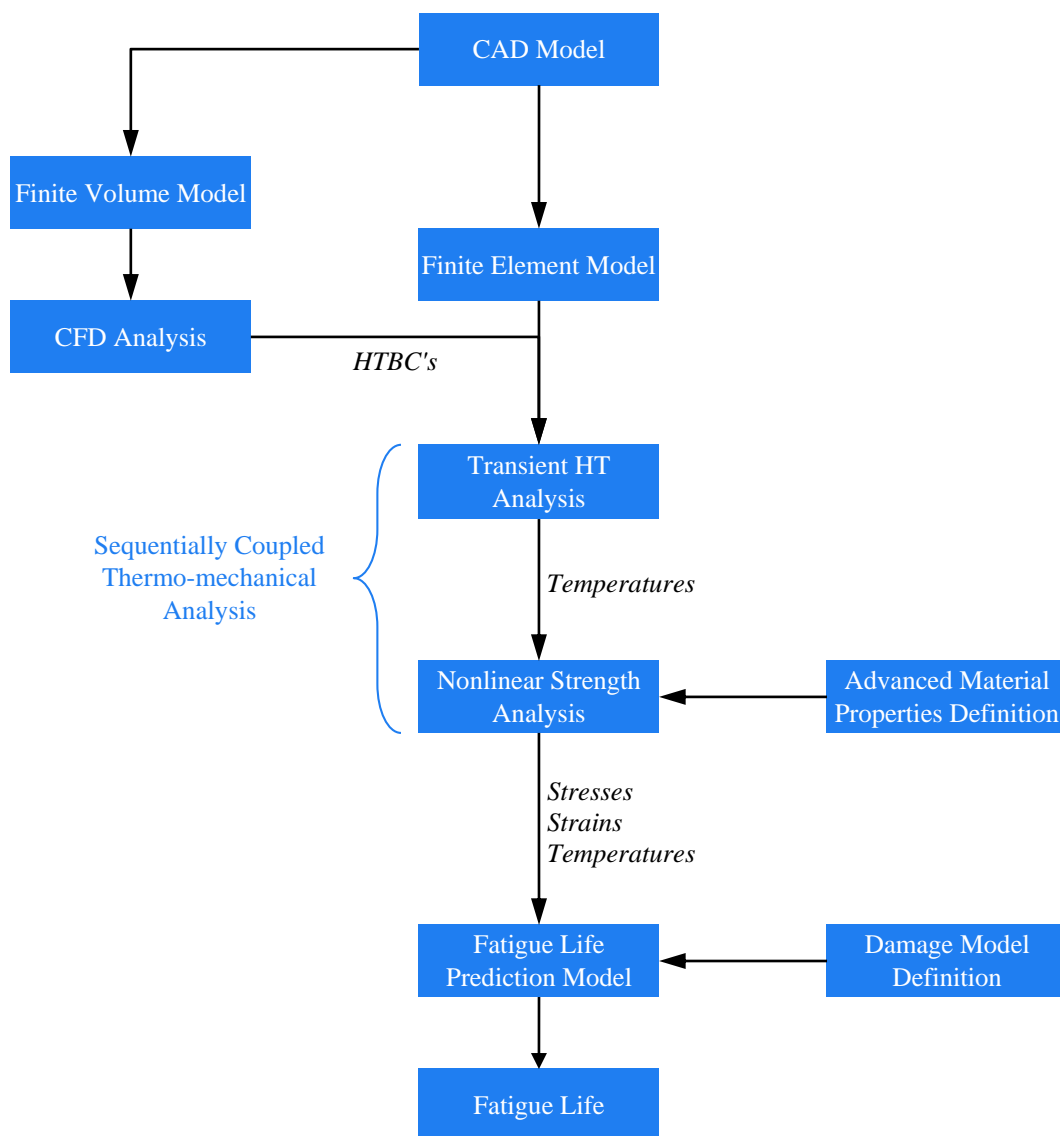 CAD Model
Finite Volume Model
Finite Element Model
CFD Analysis
HTBC's
Transient HT
Analysis
Sequentially Coupled
Thermo-mechanical
Analysis
Temperatures
Nonlinear Strength
Analysis
Advanced Material
Properties Definition
Stresses
Strains
Temperatures
Fatigue Life
Prediction Model
Damage Model
Definition
Fatigue Life